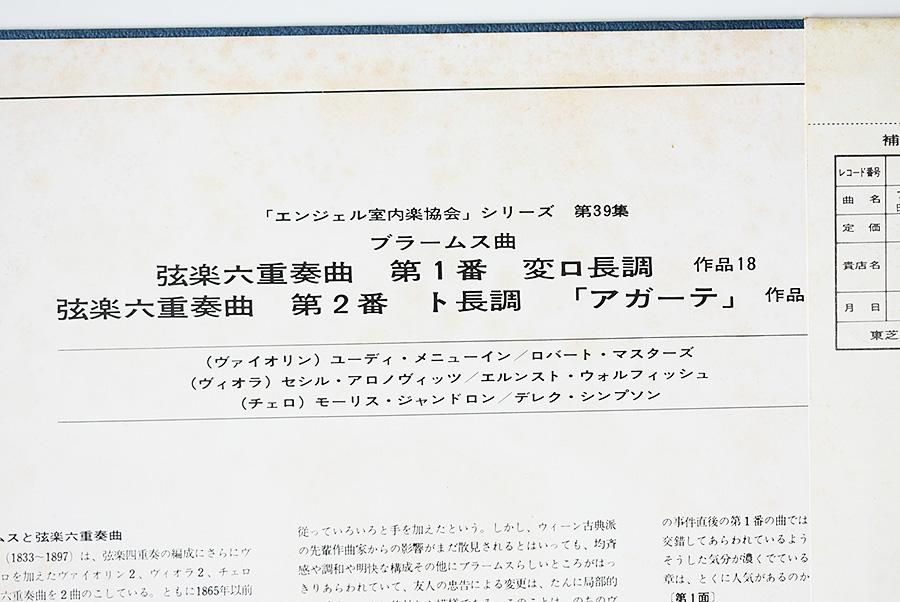 「エンジェル室内楽協会」シリーズ 第39集
ブラームス曲
弦楽六重奏曲 第1番 変ロ長調 作品18
弦楽六重奏曲 第2番 ト長調 「アガーテ」 作品
(ヴァイオリン) ユーディ・メニューイン/ロバート・マスターズ
(ヴィオラ) セシル・アロノヴィッツ/エルンスト・ウォルフィッシュ
(チェロ) モーリス・ジャンドロン/デレク・シンプソン
ムスと弦楽六重奏曲
(1833〜1897) は、弦楽四重奏の編成にさらにヴ
ロを加えたヴァイオリン2、ヴィオラ2、チェロ
六重奏曲を2曲のこしている。ともに1865年以前
従っていろいろと手を加えたという。しかし、ウィーン古典派
の先輩作曲家からの影響がまだ散見されるとはいっても、均斉
感や調和や明快な構成その他にブラームスらしいところがはっ
きりあらわれていて、友人の忠告による変更は、たんに局部的
の事件直後の第1番の曲では
交錯してあらわれているよう
そうした気分が濃くでている
章は、とくに人気があるのか
〔第1面〕
補
レコード番号
曲名
定価
貴店名
月日
東芝